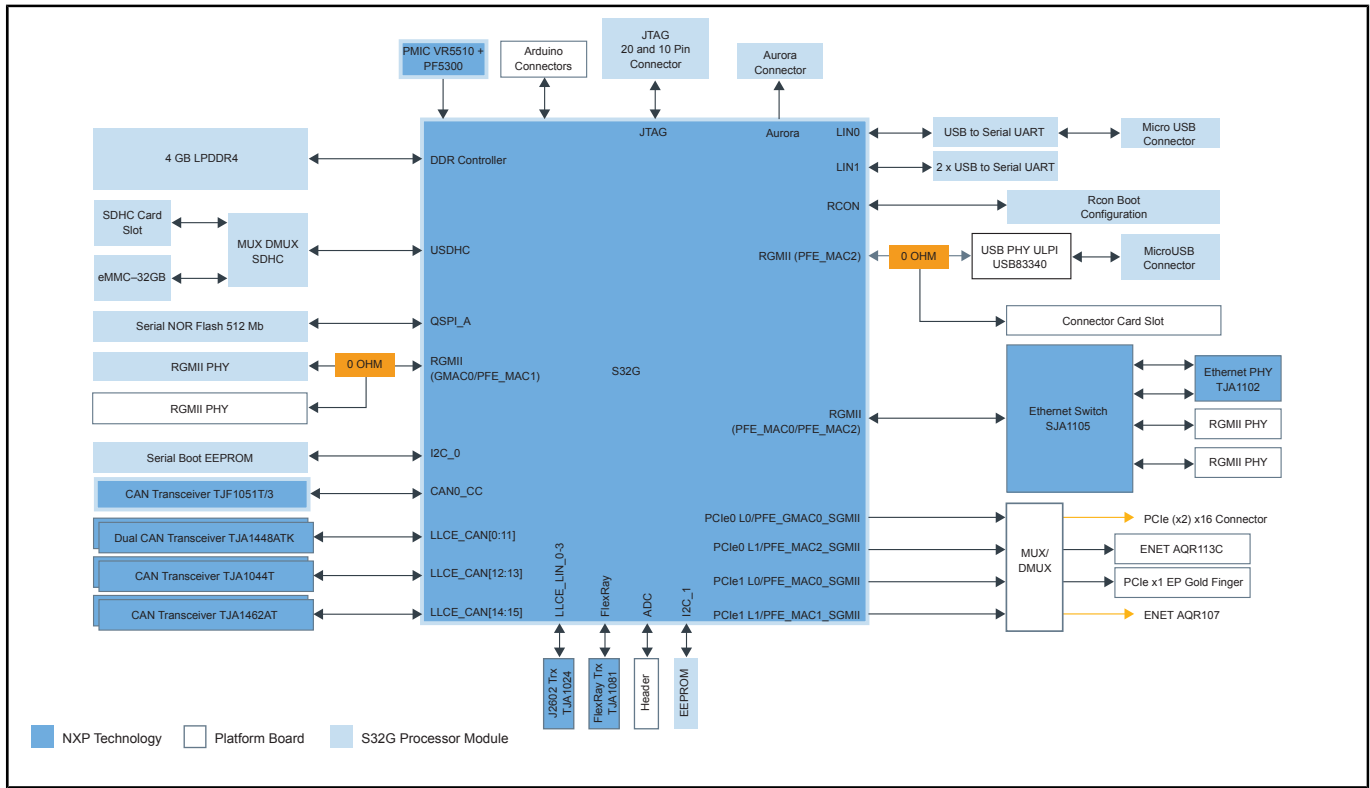 PMIC VR5510 +
PF5300
Arduino
Connectors
JTAG
20 and 10 Pin
Connector
Aurora
Connector
JTAG
Aurora
4 GB LPDDR4
DDR Controller
SDHC Card
Slot
eMMC–32GB
MUX DMUX
SDHC
USDHC
Serial NOR Flash 512 Mb
QSPI_A
RGMII PHY
0 OHM
RGMII
(GMAC0/PFE_MAC1)
RGMII PHY
Serial Boot EEPROM
I2C_0
CAN Transceiver TJF1051T/3
CAN0_CC
Dual CAN Transceiver TJA1448ATK
LLCE_CAN[0:11]
CAN Transceiver TJA1044T
LLCE_CAN[12:13]
CAN Transceiver TJA1462AT
LLCE_CAN[14:15]
S32G
LIN0
USB to Serial UART
Micro USB
Connector
LIN1
2 x USB to Serial UART
RCON
Rcon Boot
Configuration
RGMII (PFE_MAC2)
0 OHM
USB PHY ULPI
USB83340
MicroUSB
Connector
Connector Card Slot
RGMII
(PFE_MAC0/PFE_MAC2)
Ethernet Switch
SJA1105
Ethernet PHY
TJA1102
RGMII PHY
RGMII PHY
PCIe0 L0/PFE_GMAC0_SGMII
PCIe0 L1/PFE_MAC2_SGMII
PCIe1 L0/PFE_MAC0_SGMII
PCIe1 L1/PFE_MAC1_SGMII
MUX/
DMUX
PCIe (x2) x16 Connector
ENET AQR113C
PCIe x1 EP Gold Finger
ENET AQR107
LLCE_LIN_0-3
FlexRay
ADC
I2C_1
J2602 Trx
TJA1024
FlexRay Trx
TJA1081
Header
EEPROM
NXP Technology
Platform Board
S32G Processor Module